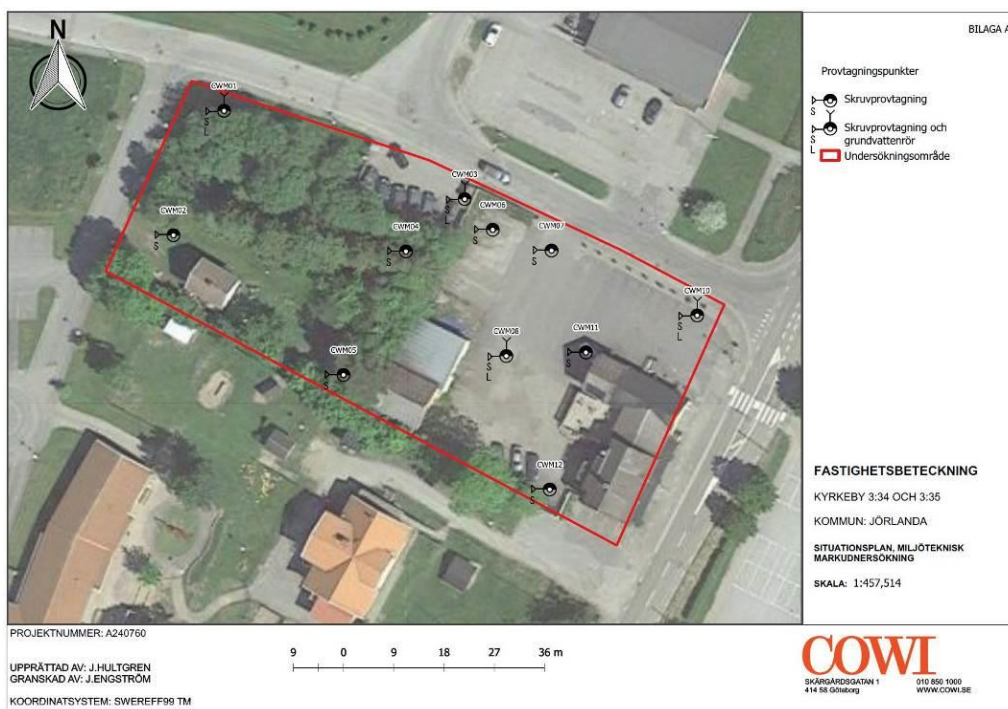 BILAGA A
N
Provtagningspunkter
S
Skruvprovtagning
S
L
Skruvprovtagning och
grundvattenrör
Undersökningsområde
CWM01
S
L
CWM02
S
CWM03
S
L
CWM06
CWM04
S
S
CWM07
S
CWM10
S
L
CWM08
S
L
CWM11
S
CWM05
S
CWM12
S
FASTIGHETSBETECKNING
KYRKEBY 3:34 OCH 3:35
KOMMUN: JÖRLANDA
SITUATIONSPLAN, MILJÖTEKNISK
MARKUDNERSÖKNING
SKALA: 1:457,514
PROJEKTNUMMER: A240760
UPPRÄTTAD AV: J.HULTGREN
GRANSKAD AV: J.ENGSTRÖM
KOORDINATSYSTEM: SWEREFF99 TM
9 0 9 18 27 36 m
COWI
SKÄRGÅRDSGATAN 1 010 850 1000
414 58 Göteborg WWW.COWI.SE